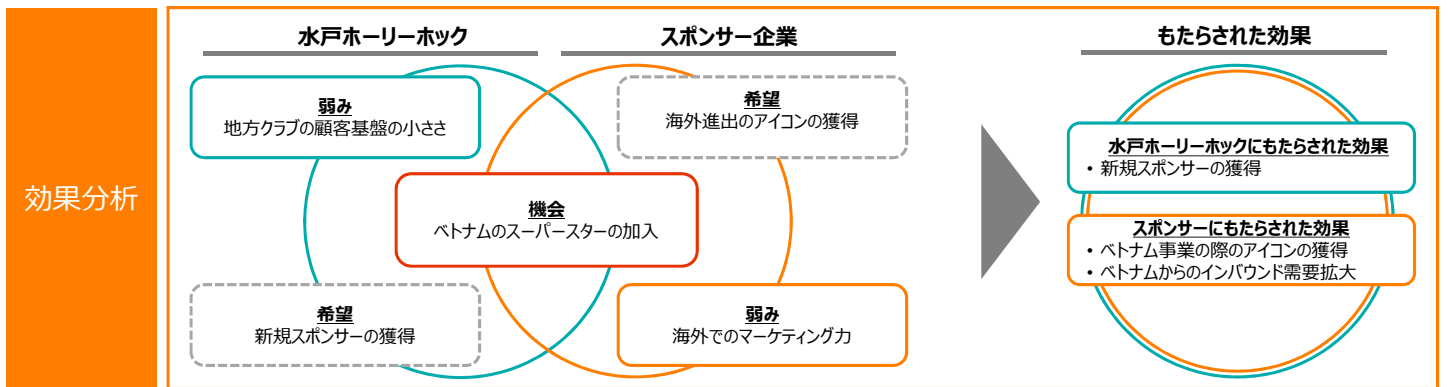 効果分析
水戸ホーリーホック
スポンサー企業
もたらされた効果
弱み
地方クラブの顧客基盤の小ささ
希望
海外進出のアイコンの獲得
機会
ベトナムのスーパースターの加入
希望
新規スポンサーの獲得
弱み
海外でのマーケティング力
水戸ホーリーホックにもたらされた効果
• 新規スポンサーの獲得
スポンサーにもたらされた効果
• ベトナム事業の際のアイコンの獲得
• ベトナムからのインバウンド需要拡大